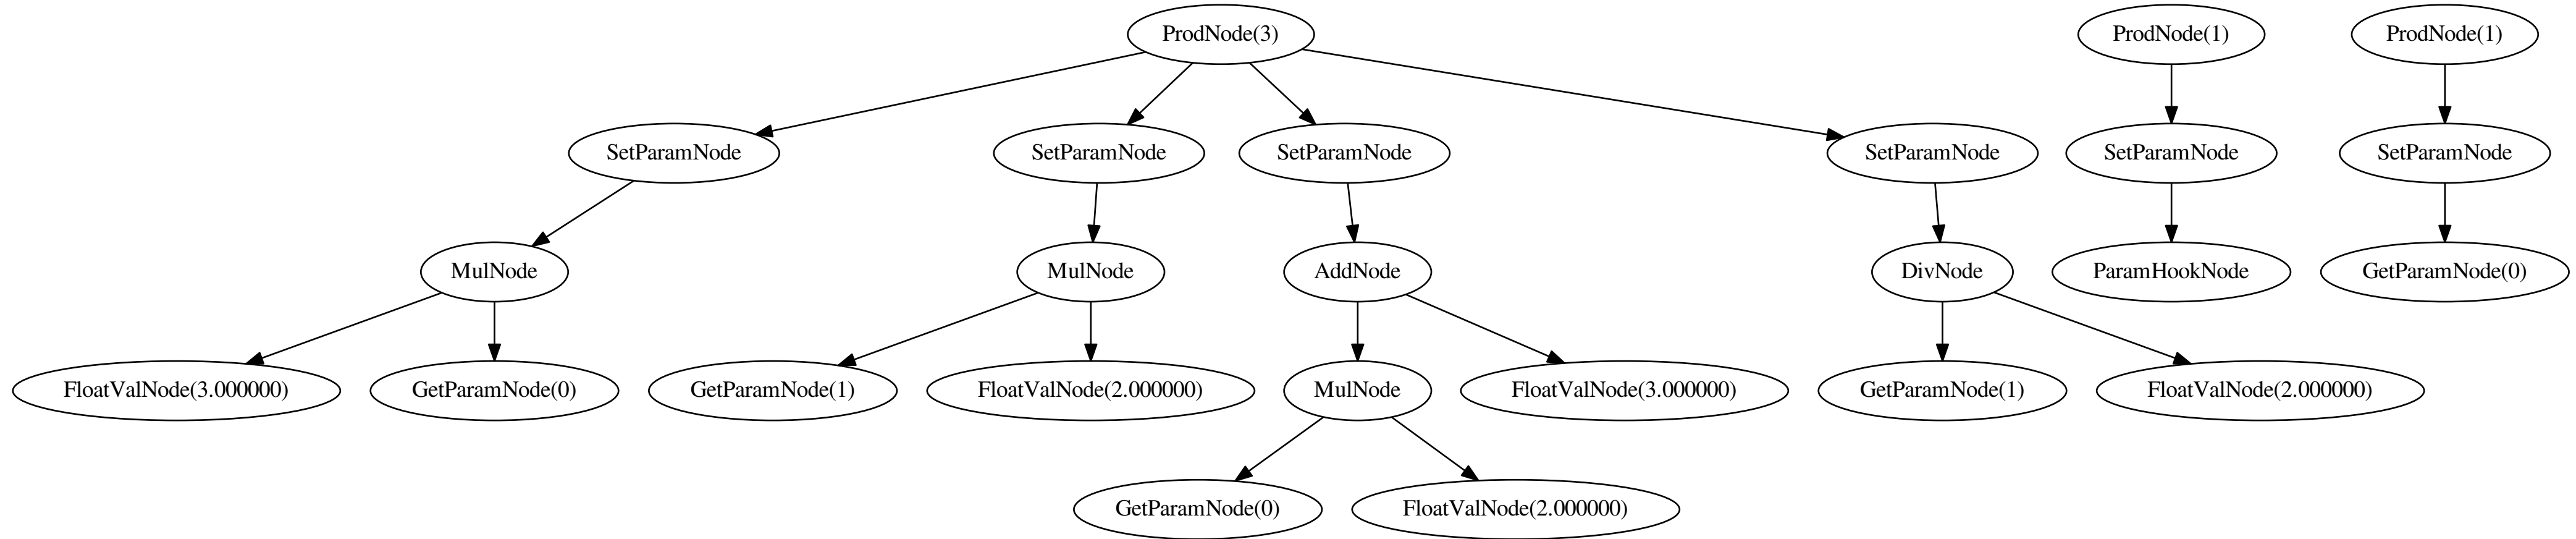 ProdNode(3)
ProdNode(1)
ProdNode(1)
SetParamNode
SetParamNode
SetParamNode
SetParamNode
SetParamNode
SetParamNode
MulNode
MulNode
AddNode
DivNode
ParamHookNode
GetParamNode(0)
FloatValNode(3.000000)
GetParamNode(0)
GetParamNode(1)
FloatValNode(2.000000)
MulNode
FloatValNode(3.000000)
GetParamNode(1)
FloatValNode(2.000000)
GetParamNode(0)
FloatValNode(2.000000)